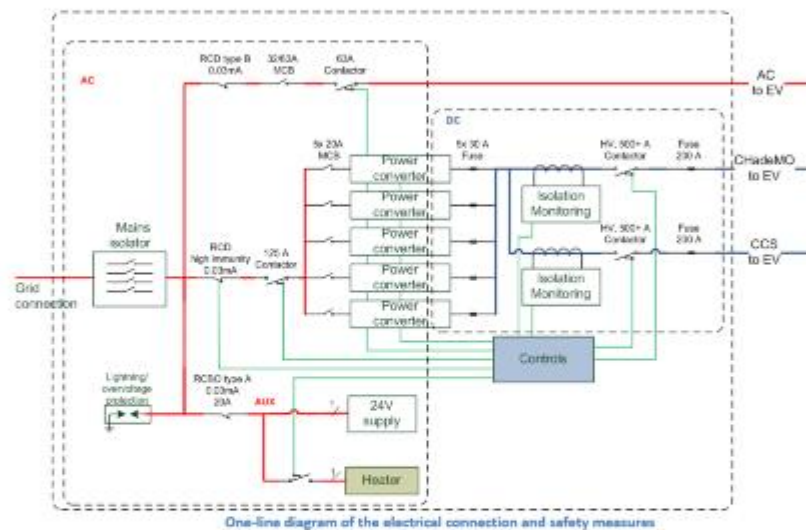 RCD type B
0.03mA
32/63A
MCB
63A
Contactor
AC
AC
to EV
DC
5x 20A
MCB
Power
converter
5x 30 A
Fuse
HV, 500+ A
Contactor
Fuse
200 A
CHadeMO
to EV
Power
converter
Isolation
Monitoring
Mains
isolator
RCD
high immunity
0.03mA
125 A
Contactor
Power
converter
HV, 500+ A
Contactor
Fuse
200 A
CCS
to EV
Grid
connection
Power
converter
Isolation
Monitoring
Power
converter
Controls
Lightning/
overvoltage
protection
RCBO type A
0.03mA
20A
AUX
24V
supply
Heater
One-line diagram of the electrical connection and safety measures